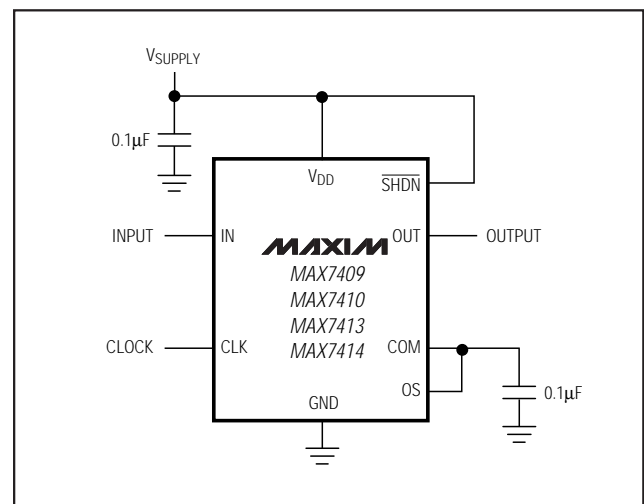 VSUPPLY
0.1µF
VDD
SHDN
INPUT
IN
MAXIM
OUT
OUTPUT
MAX7409
MAX7410
MAX7413
MAX7414
CLOCK
CLK
COM
OS
0.1µF
GND